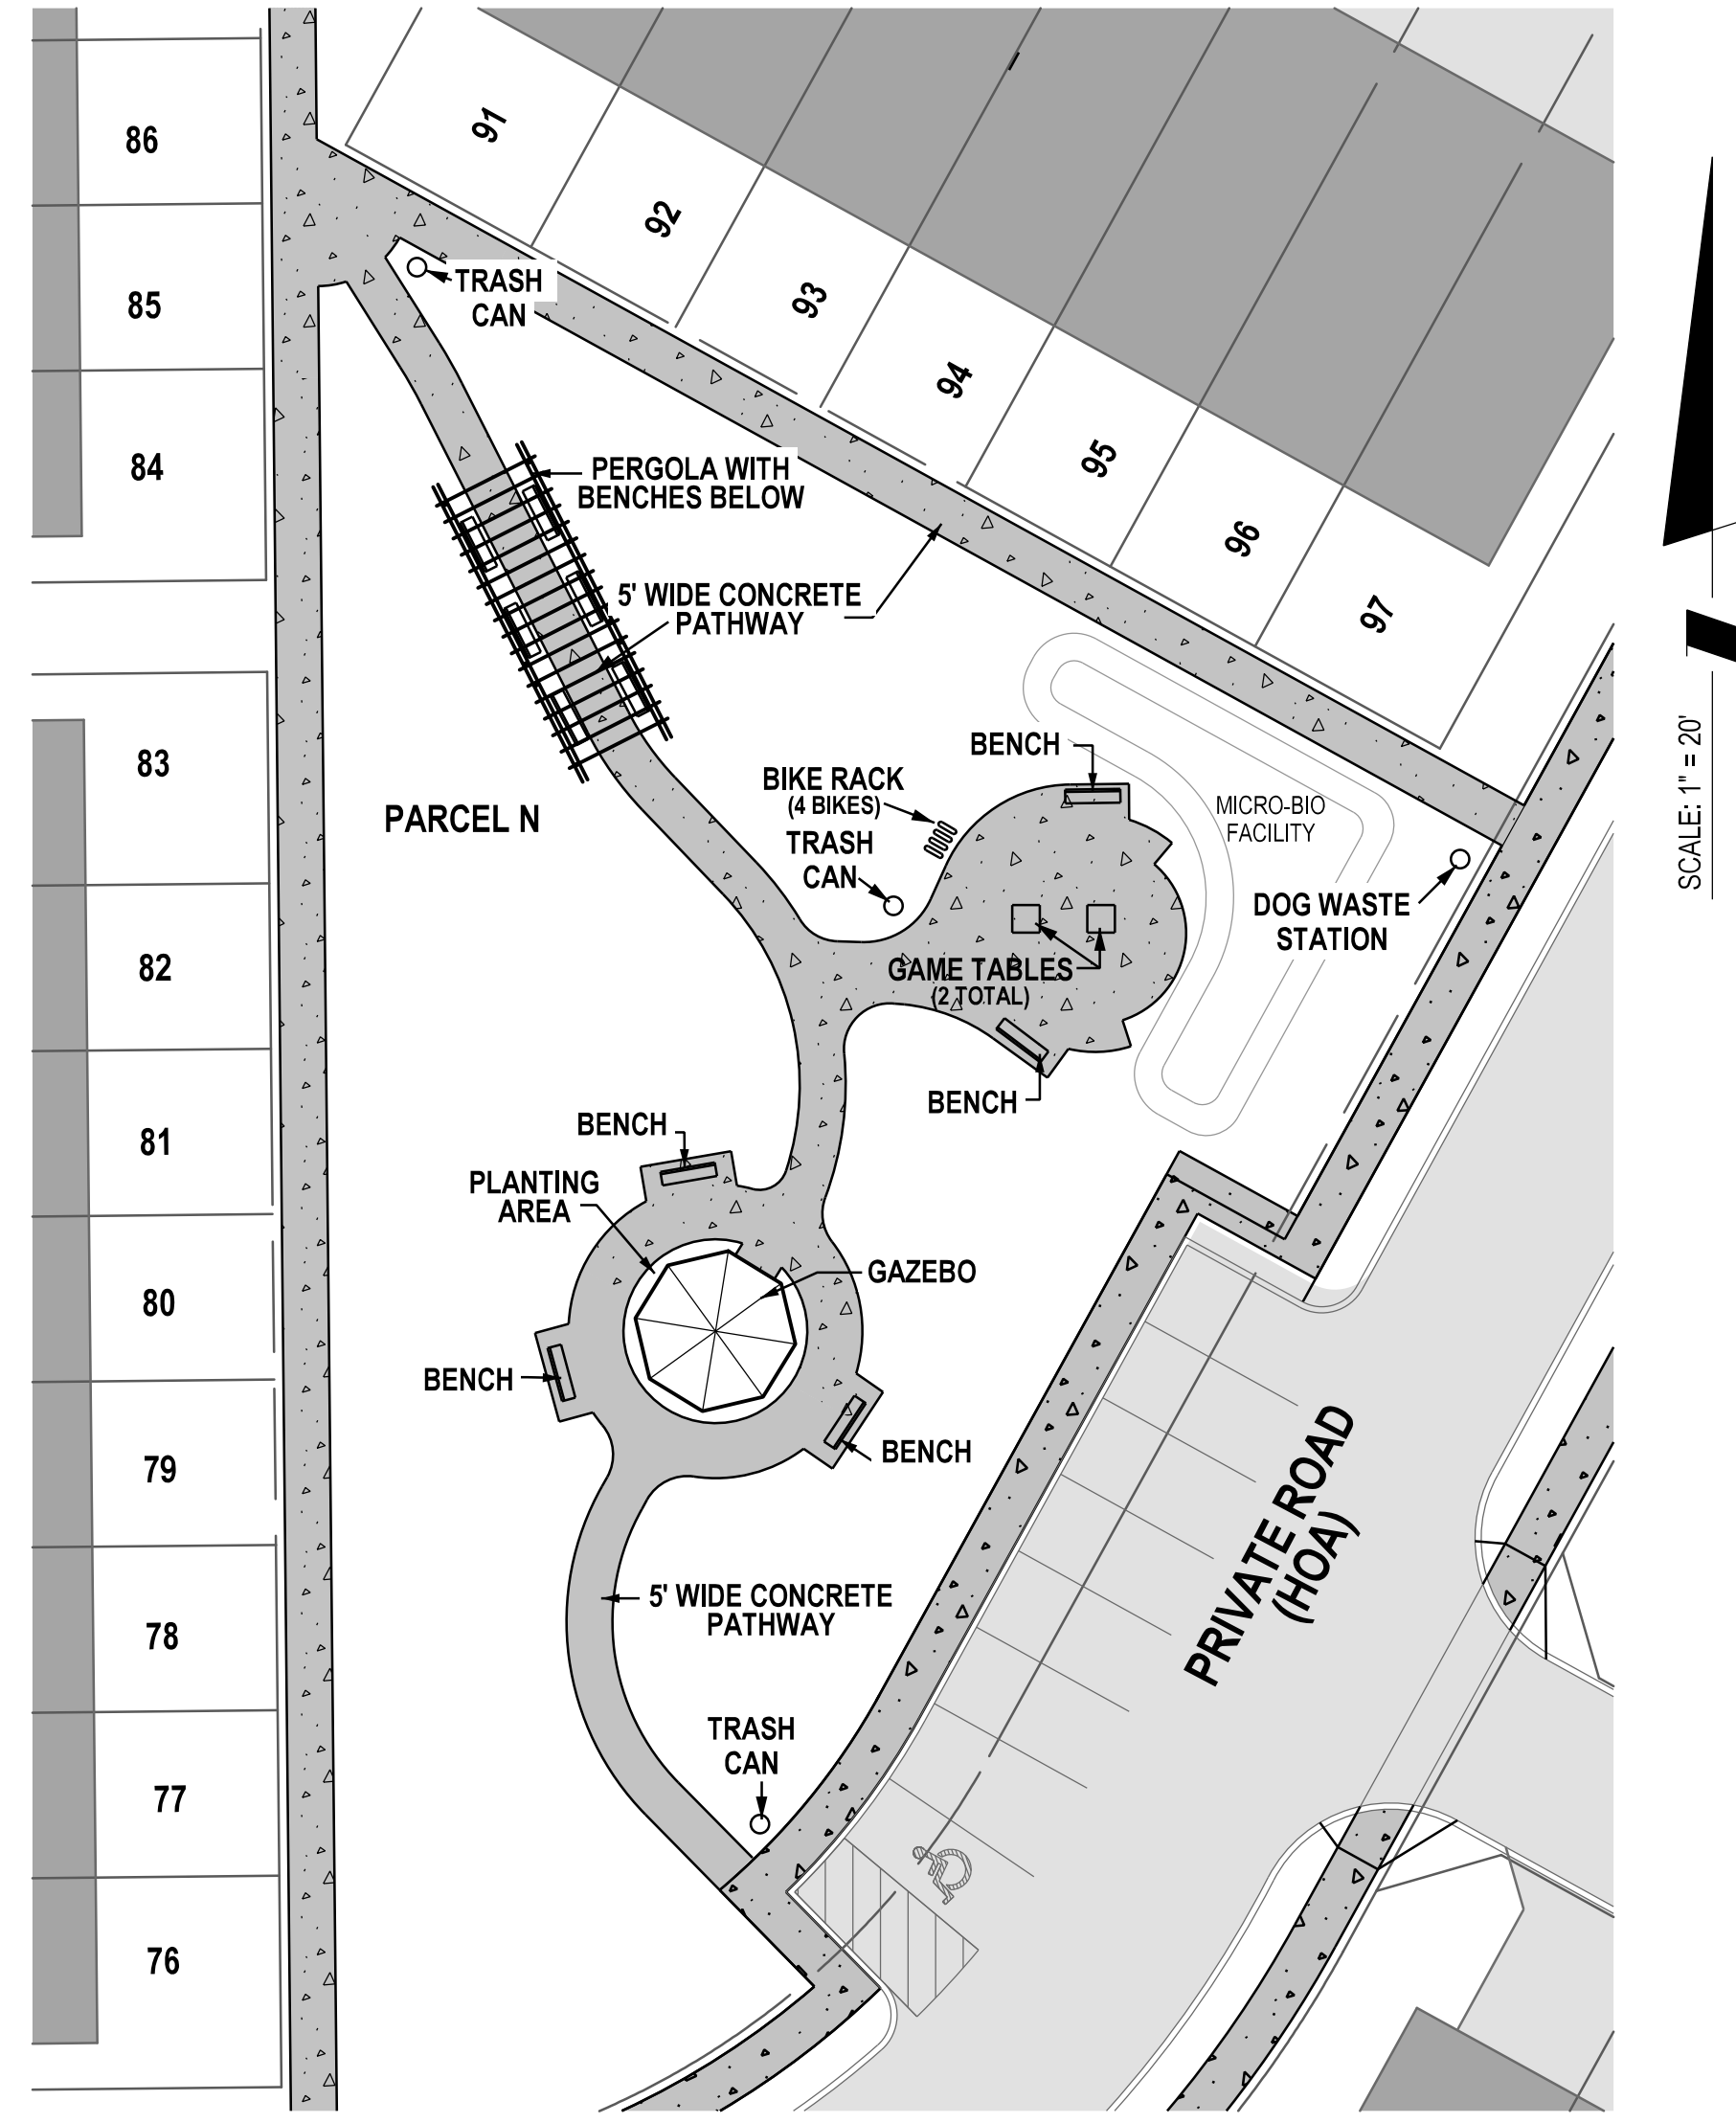 86
85
84
83
82
81
80
79
78
77
76
91
92
93
94
95
96
97
TRASH
CAN
PERGOLA WITH
BENCHES BELOW
5' WIDE CONCRETE
PATHWAY
PARCEL N
BENCH
BIKE RACK
(4 BIKES)
TRASH
CAN
MICRO-BIO
FACILITY
DOG WASTE
STATION
GAME TABLES
(2 TOTAL)
BENCH
BENCH
PLANTING
AREA
GAZEBO
BENCH
BENCH
5' WIDE CONCRETE
PATHWAY
TRASH
CAN
PRIVATE ROAD
(HOA)
SCALE: 1" = 20'